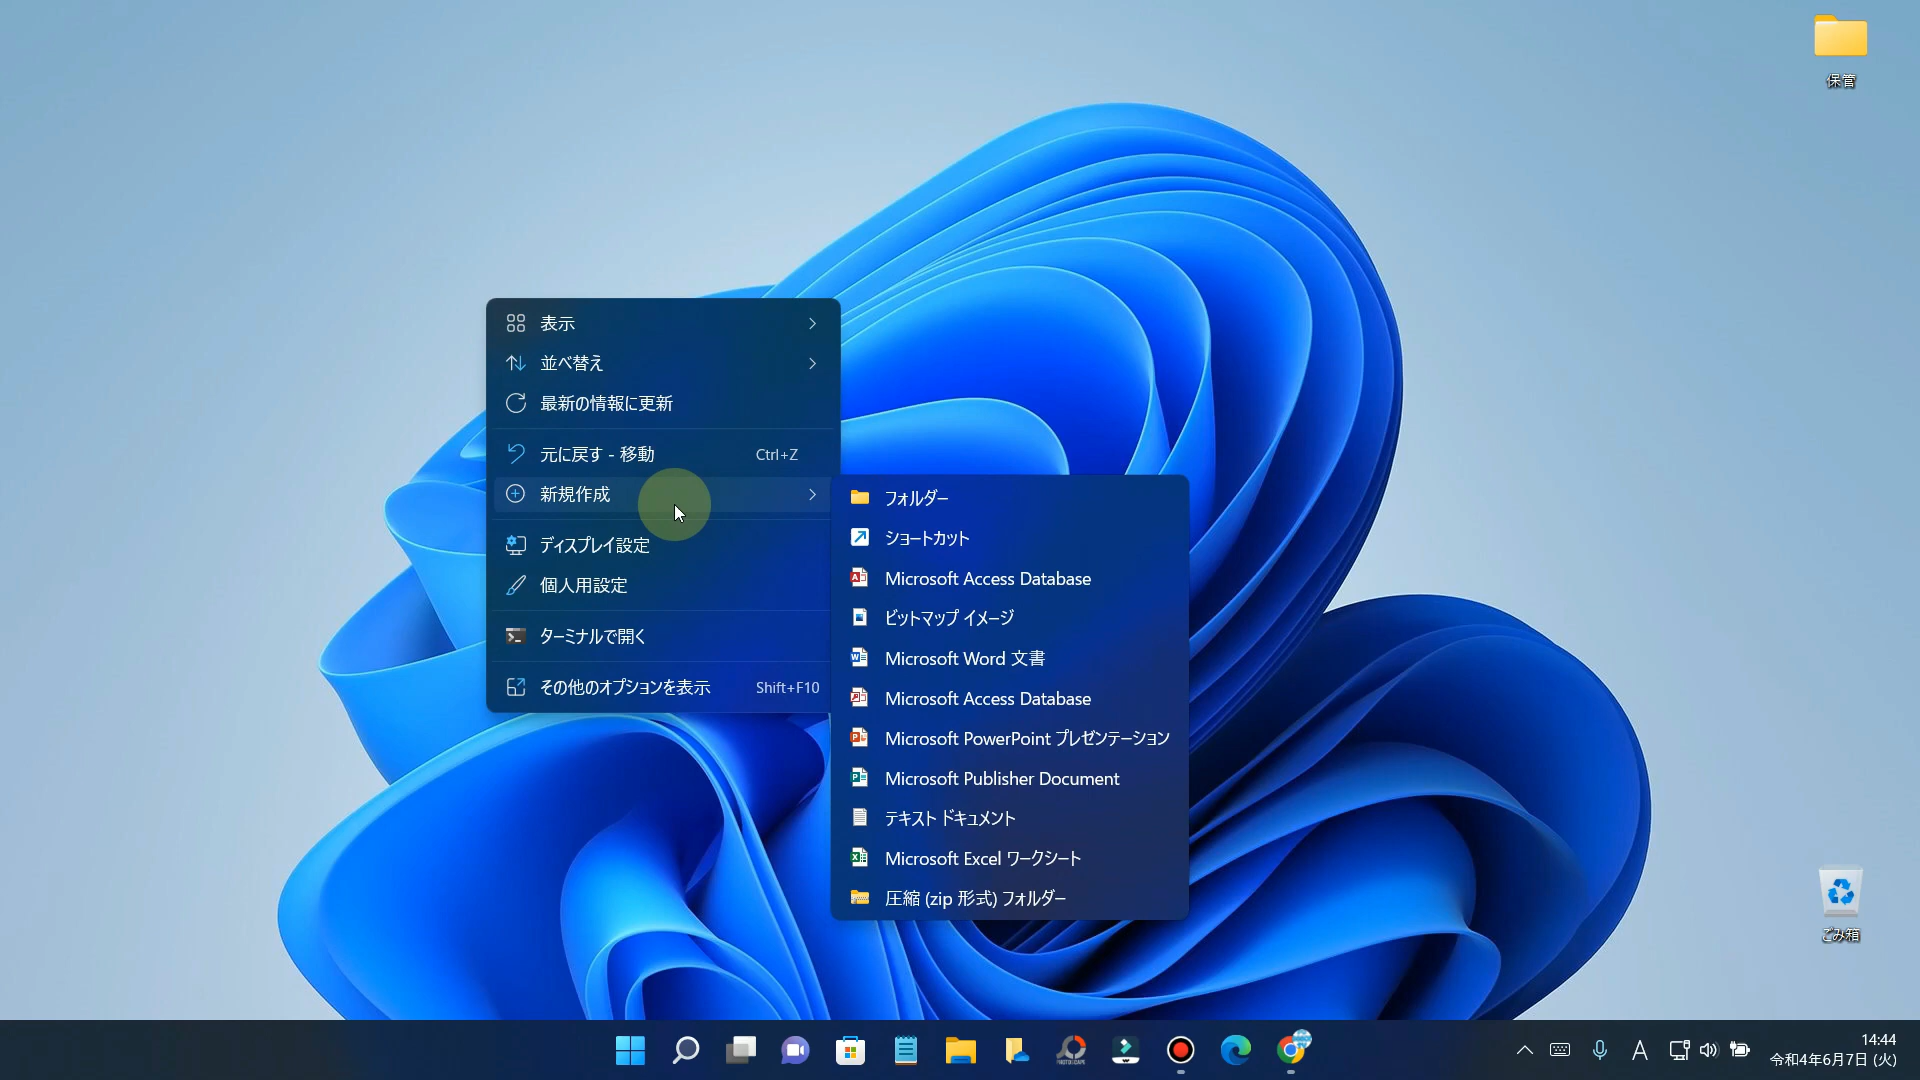 保管
表示
並べ替え
最新の情報に更新
元に戻す - 移動 Ctrl+Z
新規作成
ディスプレイ設定
個人用設定
ターミナルで開く
その他のオプションを表示 Shift+F10
フォルダー
ショートカット
Microsoft Access Database
ビットマップ イメージ
Microsoft Word 文書
Microsoft Access Database
Microsoft PowerPoint プレゼンテーション
Microsoft Publisher Document
テキスト ドキュメント
Microsoft Excel ワークシート
圧縮 (zip 形式) フォルダー
ごみ箱
A
14:44
令和4年6月7日 (火)